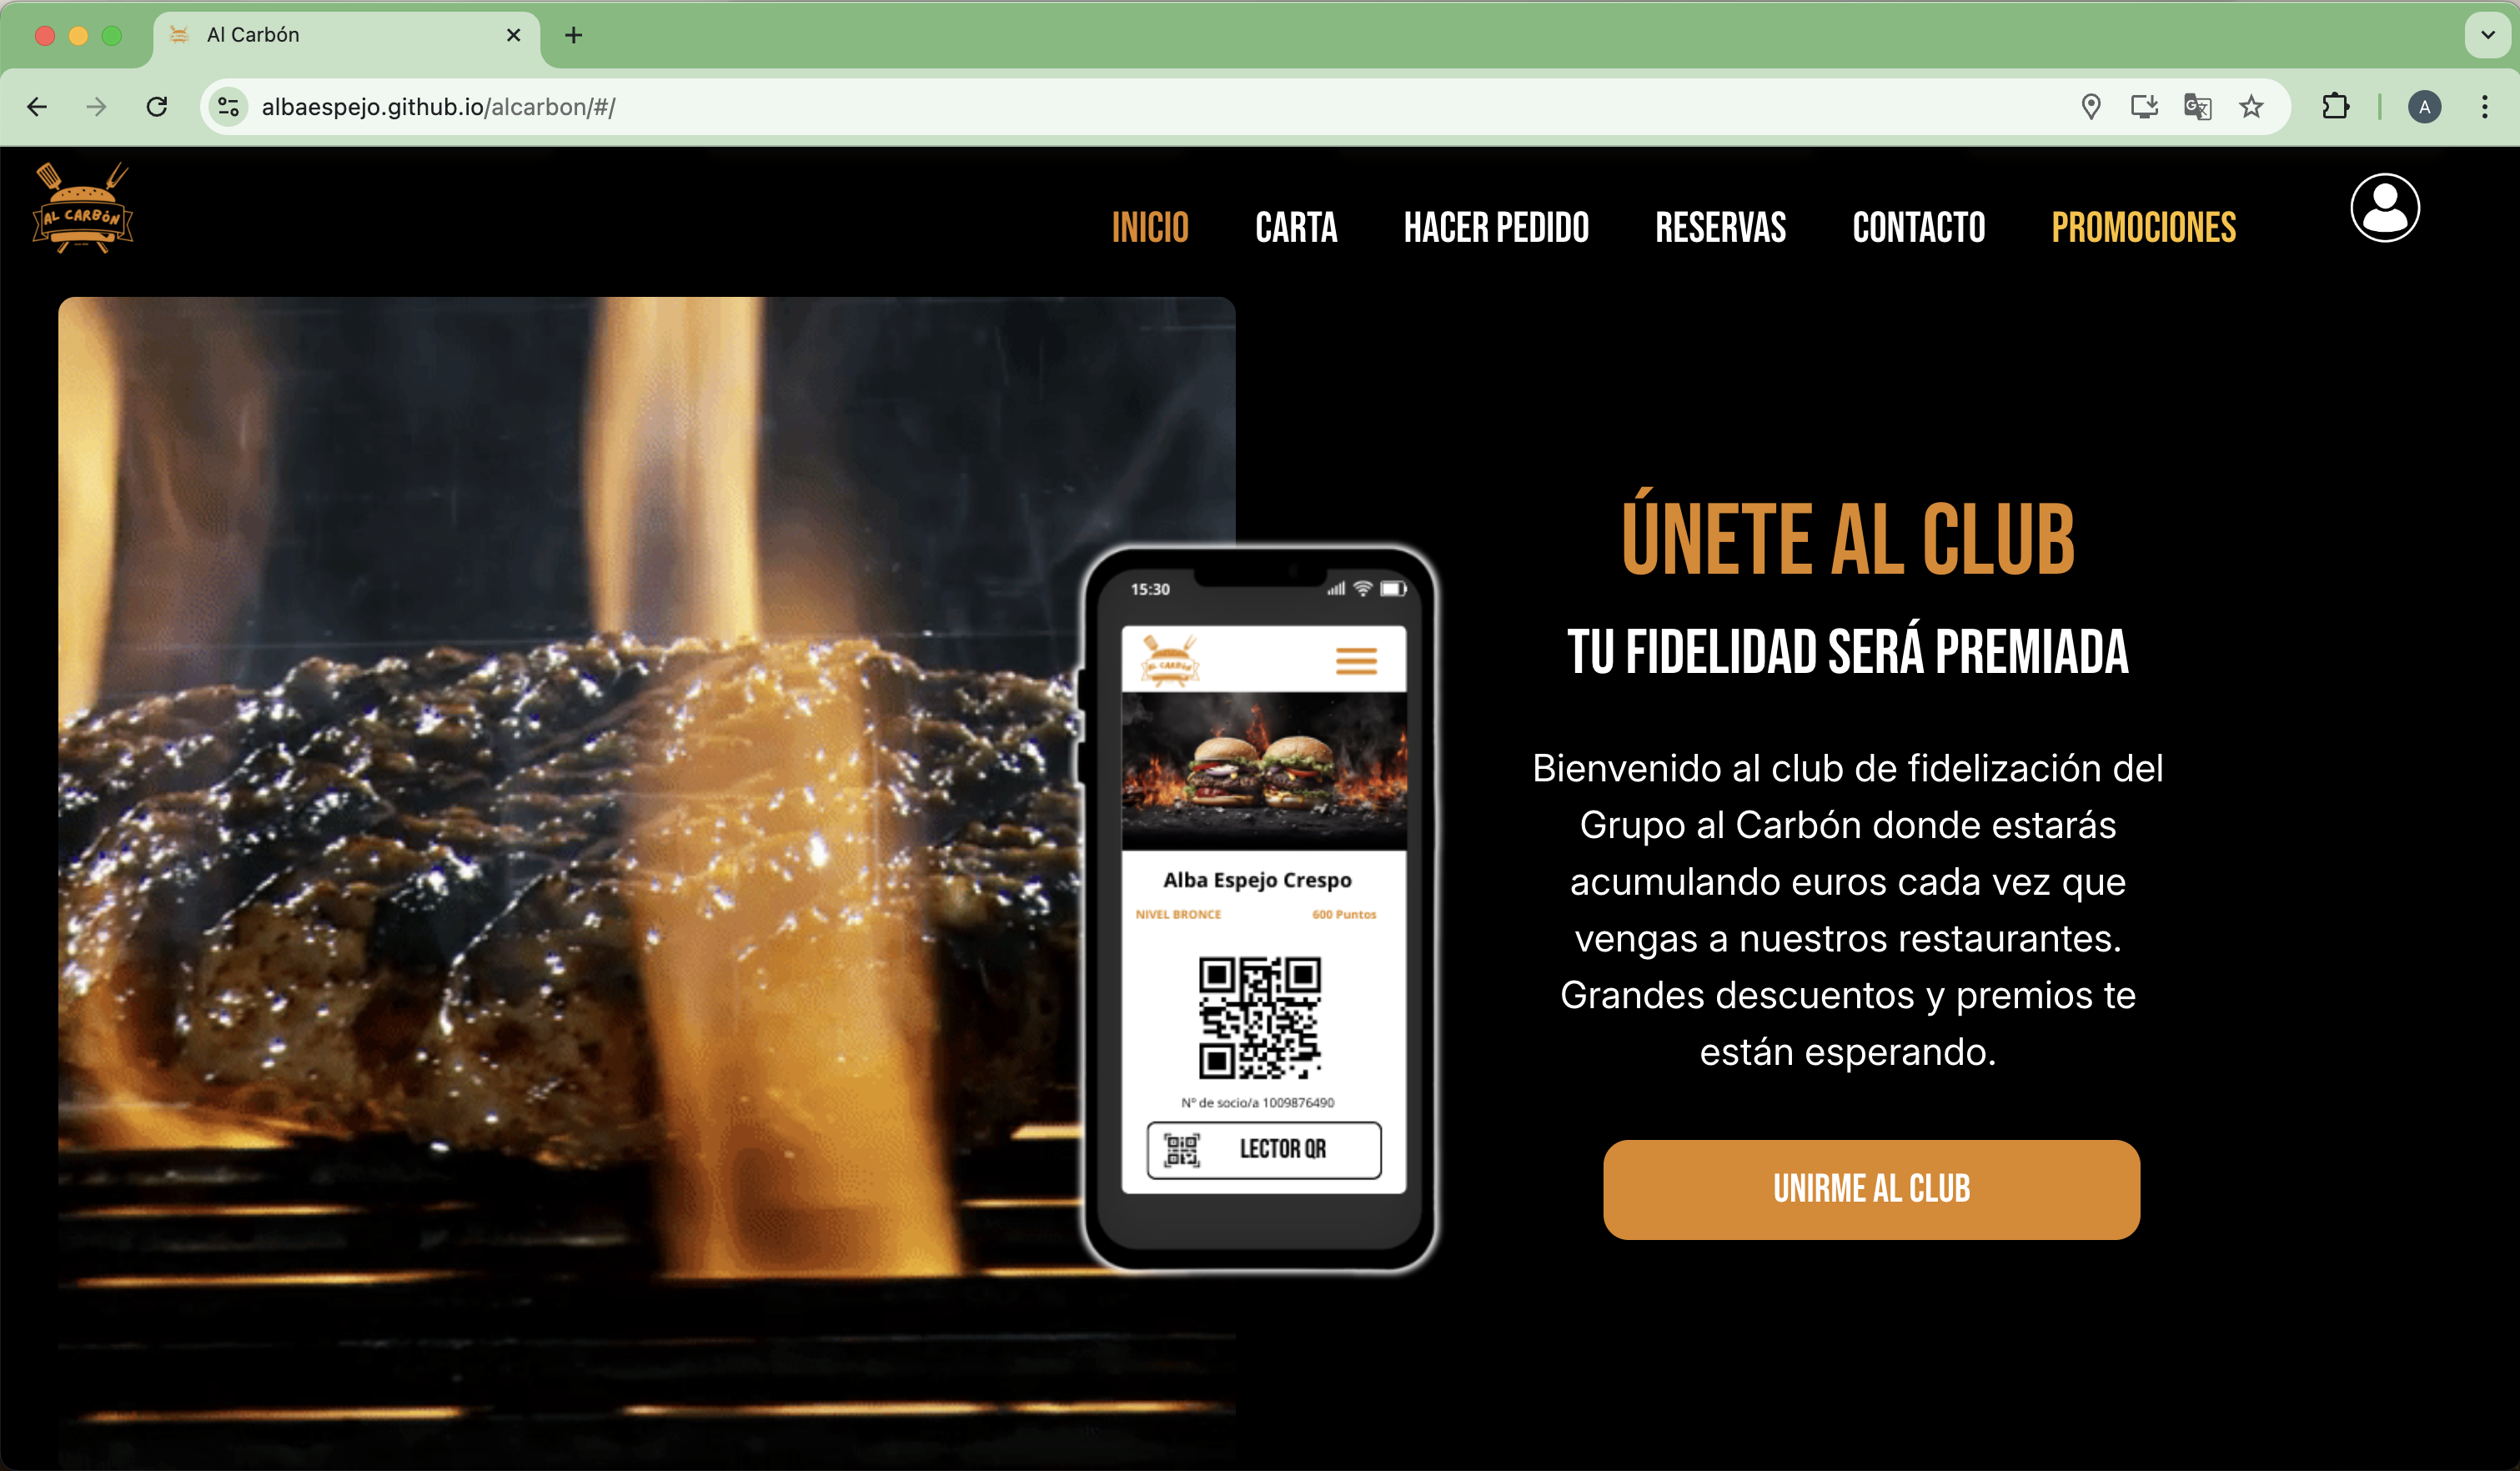 Al Carbón
albaespejo.github.io/alcarbon/#/
A
AL CARBÓN
INICIO
CARTA
HACER PEDIDO
RESERVAS
CONTACTO
PROMOCIONES
15:30
AL CARBÓN
Alba Espejo Crespo
NIVEL BRONCE
600 Puntos
Nº de socio/a 1009876490
LECTOR QR
ÚNETE AL CLUB
TU FIDELIDAD SERÁ PREMIADA
Bienvenido al club de fidelización del
Grupo al Carbón donde estarás
acumulando euros cada vez que
vengas a nuestros restaurantes.
Grandes descuentos y premios te
están esperando.
UNIRME AL CLUB